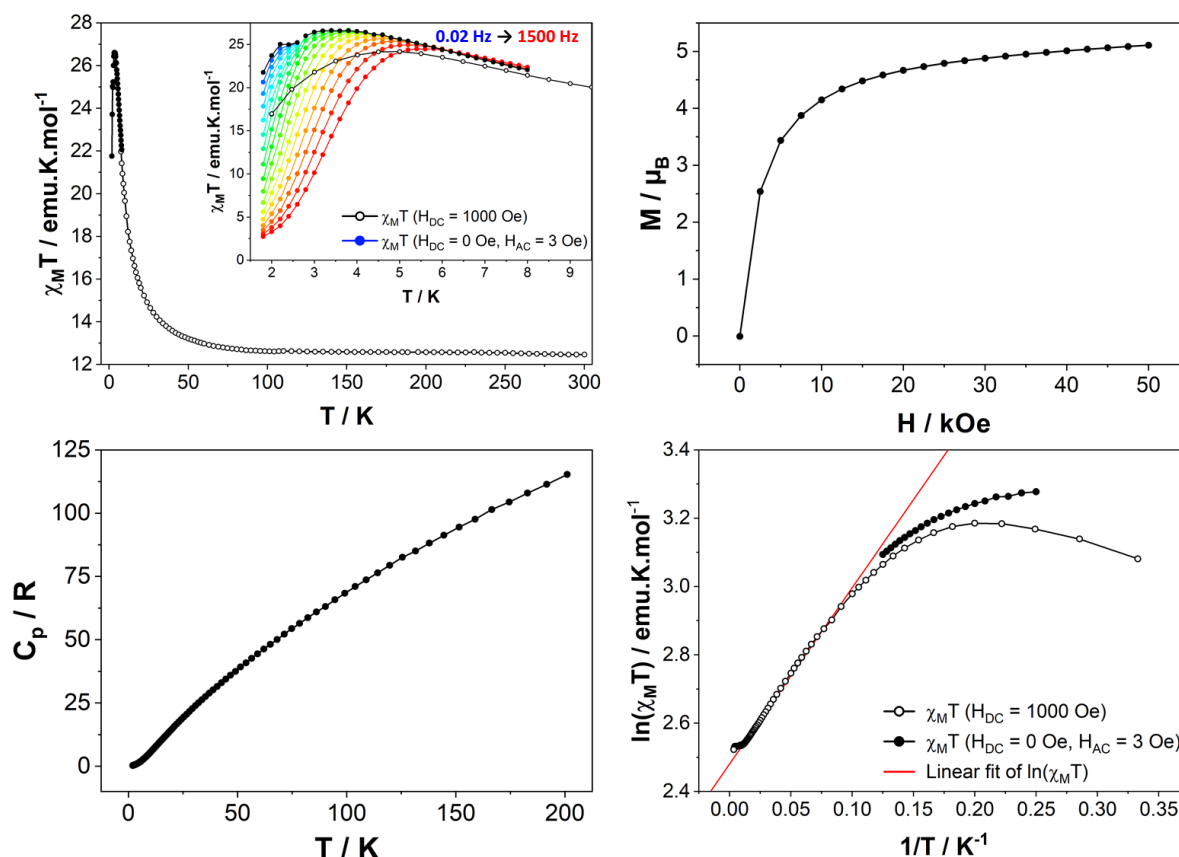 28
26
24
22
20
18
16
14
12
χMT / emu.K.mol⁻¹
0 50 100 150 200 250 300
T / K
25
20
15
10
5
0
χMT / emu.K.mol⁻¹
0.02 Hz → 1500 Hz
χMT (HDC = 1000 Oe)
χMT (HDC = 0 Oe, HAC = 3 Oe)
2 3 4 5 6 7 8 9
T / K
5
4
3
2
1
0
M / μB
0 10 20 30 40 50
H / kOe
125
100
75
50
25
0
Cp / R
0 50 100 150 200
T / K
3.4
3.2
3.0
2.8
2.6
2.4
ln(χMT) / emu.K.mol⁻¹
χMT (HDC = 1000 Oe)
χMT (HDC = 0 Oe, HAC = 3 Oe)
Linear fit of ln(χMT)
0.00 0.05 0.10 0.15 0.20 0.25 0.30 0.35
1/T / K⁻¹